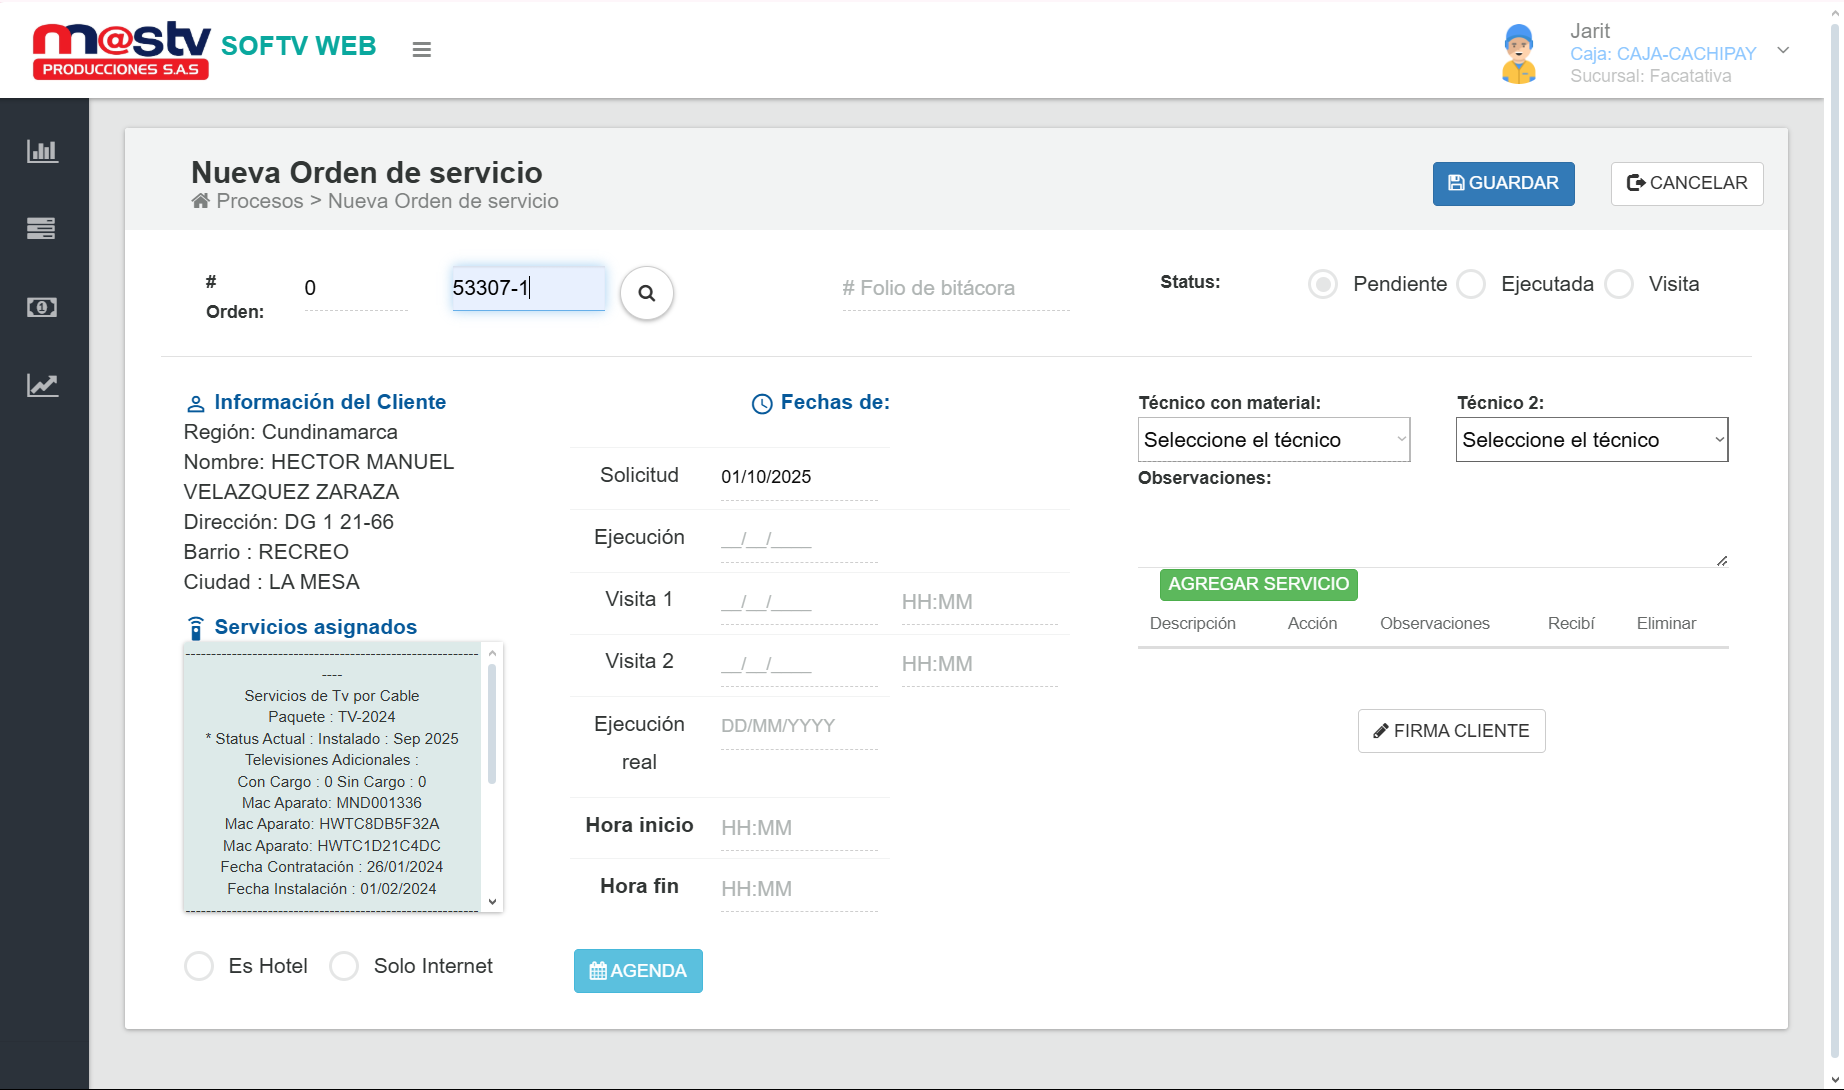 m@stv
PRODUCCIONES S.A.S
SOFTV WEB
Jarit
Caja: CAJA-CACHIPAY
Sucursal: Facatativa
Nueva Orden de servicio
Procesos > Nueva Orden de servicio
GUARDAR
CANCELAR
# Orden:
0
53307-1
# Folio de bitácora
Status:
Pendiente
Ejecutada
Visita
Información del Cliente
Región: Cundinamarca
Nombre: HECTOR MANUEL
VELAZQUEZ ZARAZA
Dirección: DG 1 21-66
Barrio : RECREO
Ciudad : LA MESA
Servicios asignados
----
Servicios de Tv por Cable
Paquete : TV-2024
* Status Actual : Instalado : Sep 2025
Televisiones Adicionales :
Con Cargo : 0 Sin Cargo : 0
Mac Aparato: MND001336
Mac Aparato: HWTC8DB5F32A
Mac Aparato: HWTC1D21C4DC
Fecha Contratación : 26/01/2024
Fecha Instalación : 01/02/2024
Es Hotel
Solo Internet
Fechas de:
Solicitud 01/10/2025
Ejecución __/__/____
Visita 1 __/__/____ HH:MM
Visita 2 __/__/____ HH:MM
Ejecución real DD/MM/YYYY
Hora inicio HH:MM
Hora fin HH:MM
AGENDA
Técnico con material:
Seleccione el técnico
Técnico 2:
Seleccione el técnico
Observaciones:
AGREGAR SERVICIO
Descripción Acción Observaciones Recibí Eliminar
FIRMA CLIENTE